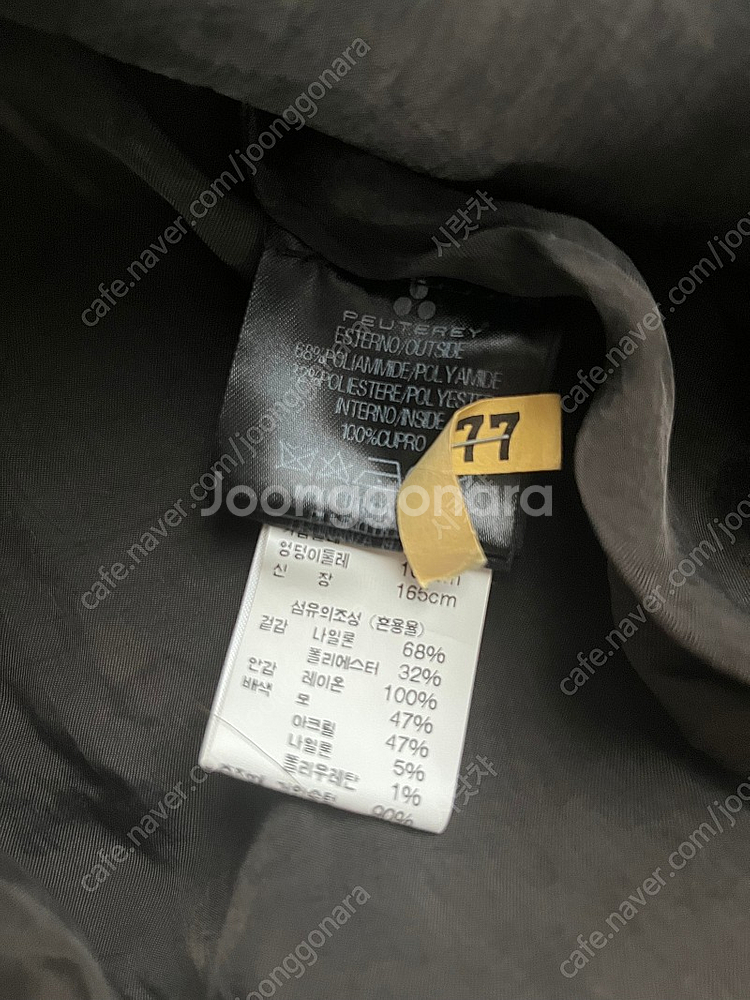 PEUTEREY
ESTERNO/OUTSIDE
68%POLIAMMIDE/POLYAMIDE
32%POLIESTERE/POLYESTER
INTERNO/INSIDE
100%CUPRO
77
Joonggonara
엉덩이둘레
신 장 165cm
섬유의조성 (혼용율)
겉감 나일론 68%
폴리에스터 32%
안감 레이온 100%
배색 모 47%
아크릴 47%
나일론 5%
폴리우레탄 1%
90%
cafe.naver.com/joonggonara
시랏자